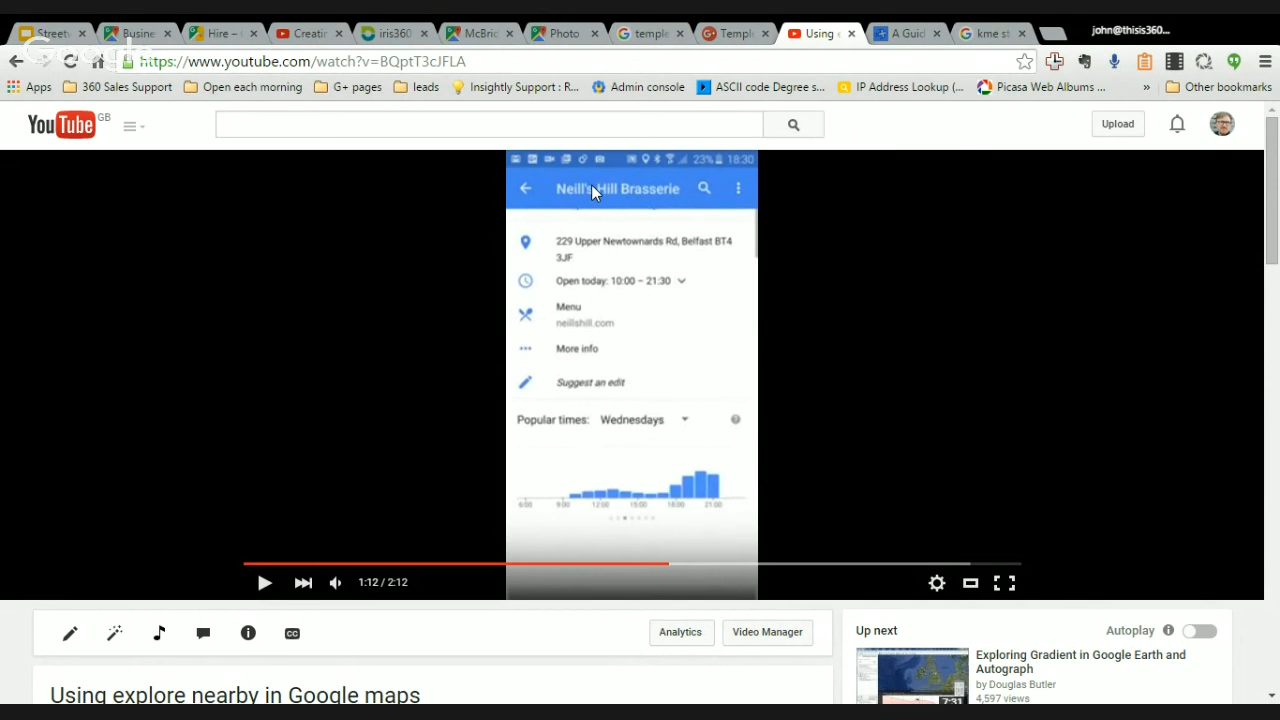 Streetv
Busine
Hire –
Creatin
iris360
McBric
Photo
temple
Temple
Using e
A Guid
kme st
john@thisis360...
Google
https://www.youtube.com/watch?v=
Apps
360 Sales Support
Open each morning
G+ pages
leads
Insightly Support : R...
Admin console
ASCII code Degree s...
IP Address Lookup (...
Picasa Web Albums ...
»
Other bookmarks
YouTube GB
Upload
23% 18:30
Neill's Hill Brasserie
229 Upper Newtownards Rd, Belfast BT4
3JF
Open today: 10:00 – 21:30
Menu
neillshill.com
More info
Suggest an edit
Popular times: Wednesdays
6:00 9:00 12:00 15:00 18:00 21:00
1:12 / 2:12
CC
Analytics
Video Manager
Up next
Autoplay
Exploring Gradient in Google Earth and
Autograph
by Douglas Butler
4,597 views
7:31
Using explore nearby in Google maps